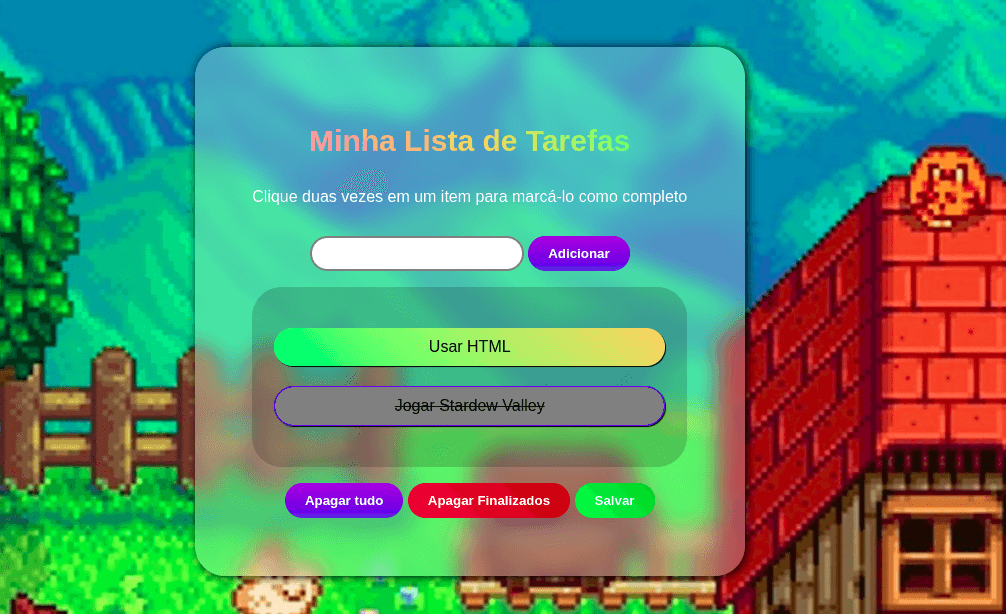 Minha Lista de Tarefas
Clique duas vezes em um item para marcá-lo como completo
Adicionar
Usar HTML
Jogar Stardew Valley
Apagar tudo Apagar Finalizados Salvar